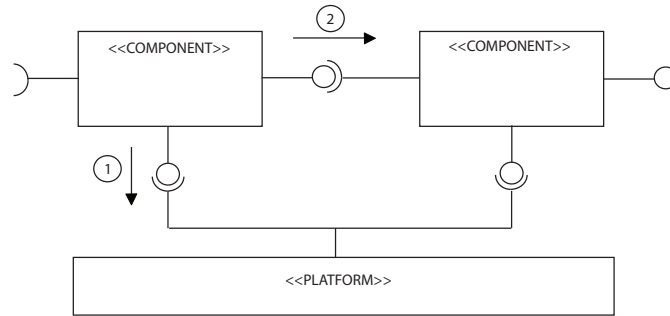 2
<<COMPONENT>>
<<COMPONENT>>
1
<<PLATFORM>>